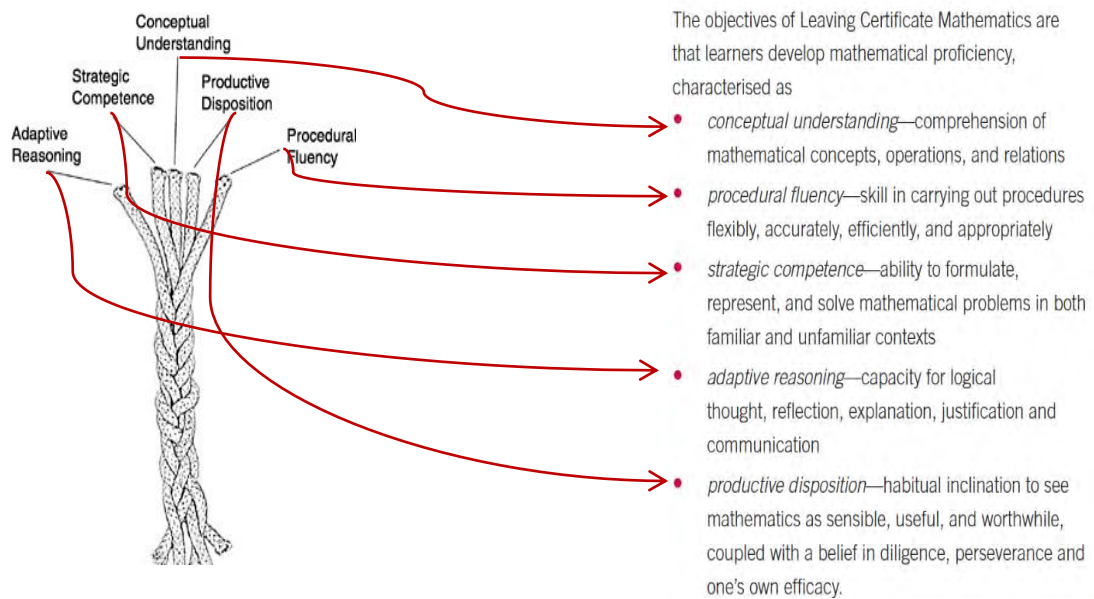 Conceptual
Understanding
Strategic
Competence
Productive
Disposition
Adaptive
Reasoning
Procedural
Fluency
The objectives of Leaving Certificate Mathematics are
that learners develop mathematical proficiency,
characterised as
• conceptual understanding—comprehension of
mathematical concepts, operations, and relations
• procedural fluency—skill in carrying out procedures
flexibly, accurately, efficiently, and appropriately
• strategic competence—ability to formulate,
represent, and solve mathematical problems in both
familiar and unfamiliar contexts
• adaptive reasoning—capacity for logical
thought, reflection, explanation, justification and
communication
• productive disposition—habitual inclination to see
mathematics as sensible, useful, and worthwhile,
coupled with a belief in diligence, perseverance and
one's own efficacy.